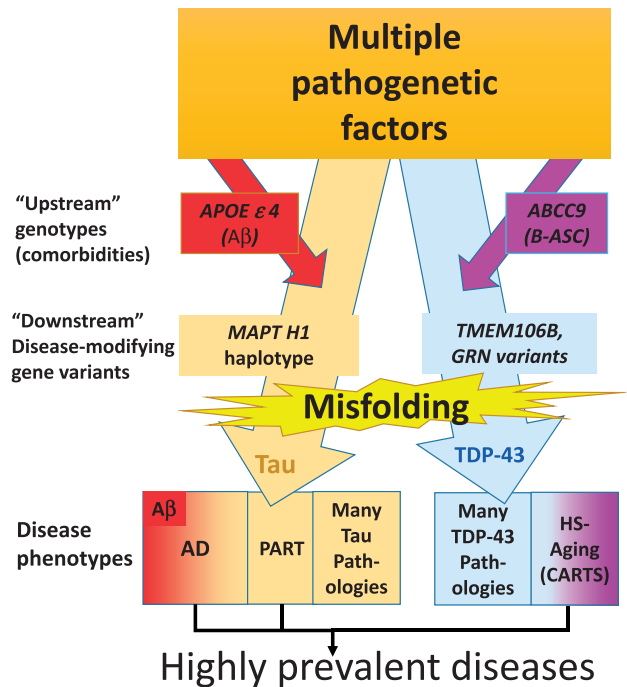 Multiple
pathogenetic
factors
“Upstream”
genotypes
(comorbidities)
APOE ε4
(Aβ)
ABCC9
(B-ASC)
“Downstream”
Disease-modifying
gene variants
MAPT H1
haplotype
TMEM106B,
GRN variants
Misfolding
Tau
TDP-43
Disease
phenotypes
Aβ
AD
PART
Many
Tau
Path-
ologies
Many
TDP-43
Path-
ologies
HS-
Aging
(CARTS)
Highly prevalent diseases